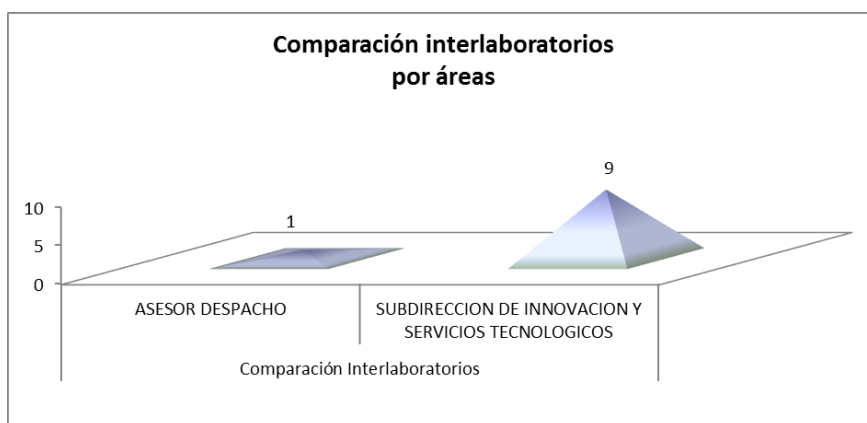 Comparación interlaboratorios
por áreas
9
1
10
5
0
ASESOR DESPACHO
SUBDIRECCION DE INNOVACION Y
SERVICIOS TECNOLOGICOS
Comparación Interlaboratorios